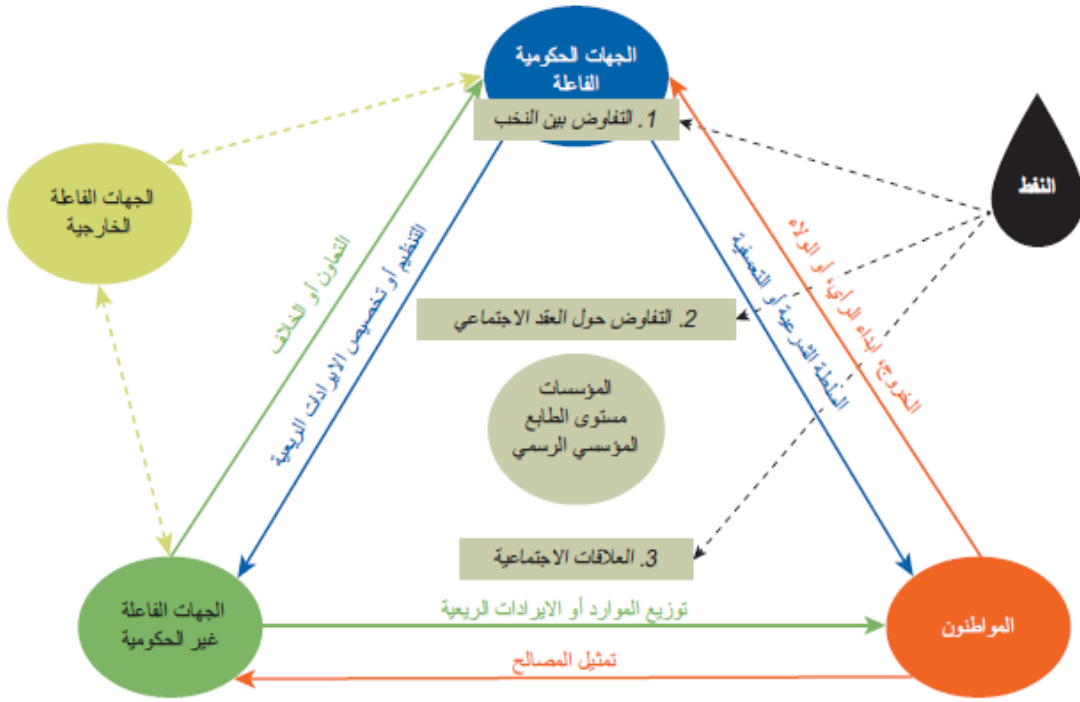 الجهات الحكومية
الفاعلة
1. التفاوض بين النخب
النفط
الجهات الفاعلة
الخارجية
التعاون أو الخلاف
التنظيم أو تخصيص الايرادات الريعية
السلطة الشرعية أو التعسفية
الخروج، ابداء الرأي، أو الولاء
2. التفاوض حول العقد الاجتماعي
المؤسسات
مستوى الطابع
المؤسسي الرسمي
3. العلاقات الاجتماعية
الجهات الفاعلة
غير الحكومية
توزيع الموارد أو الايرادات الريعية
المواطنون
تمثيل المصالح